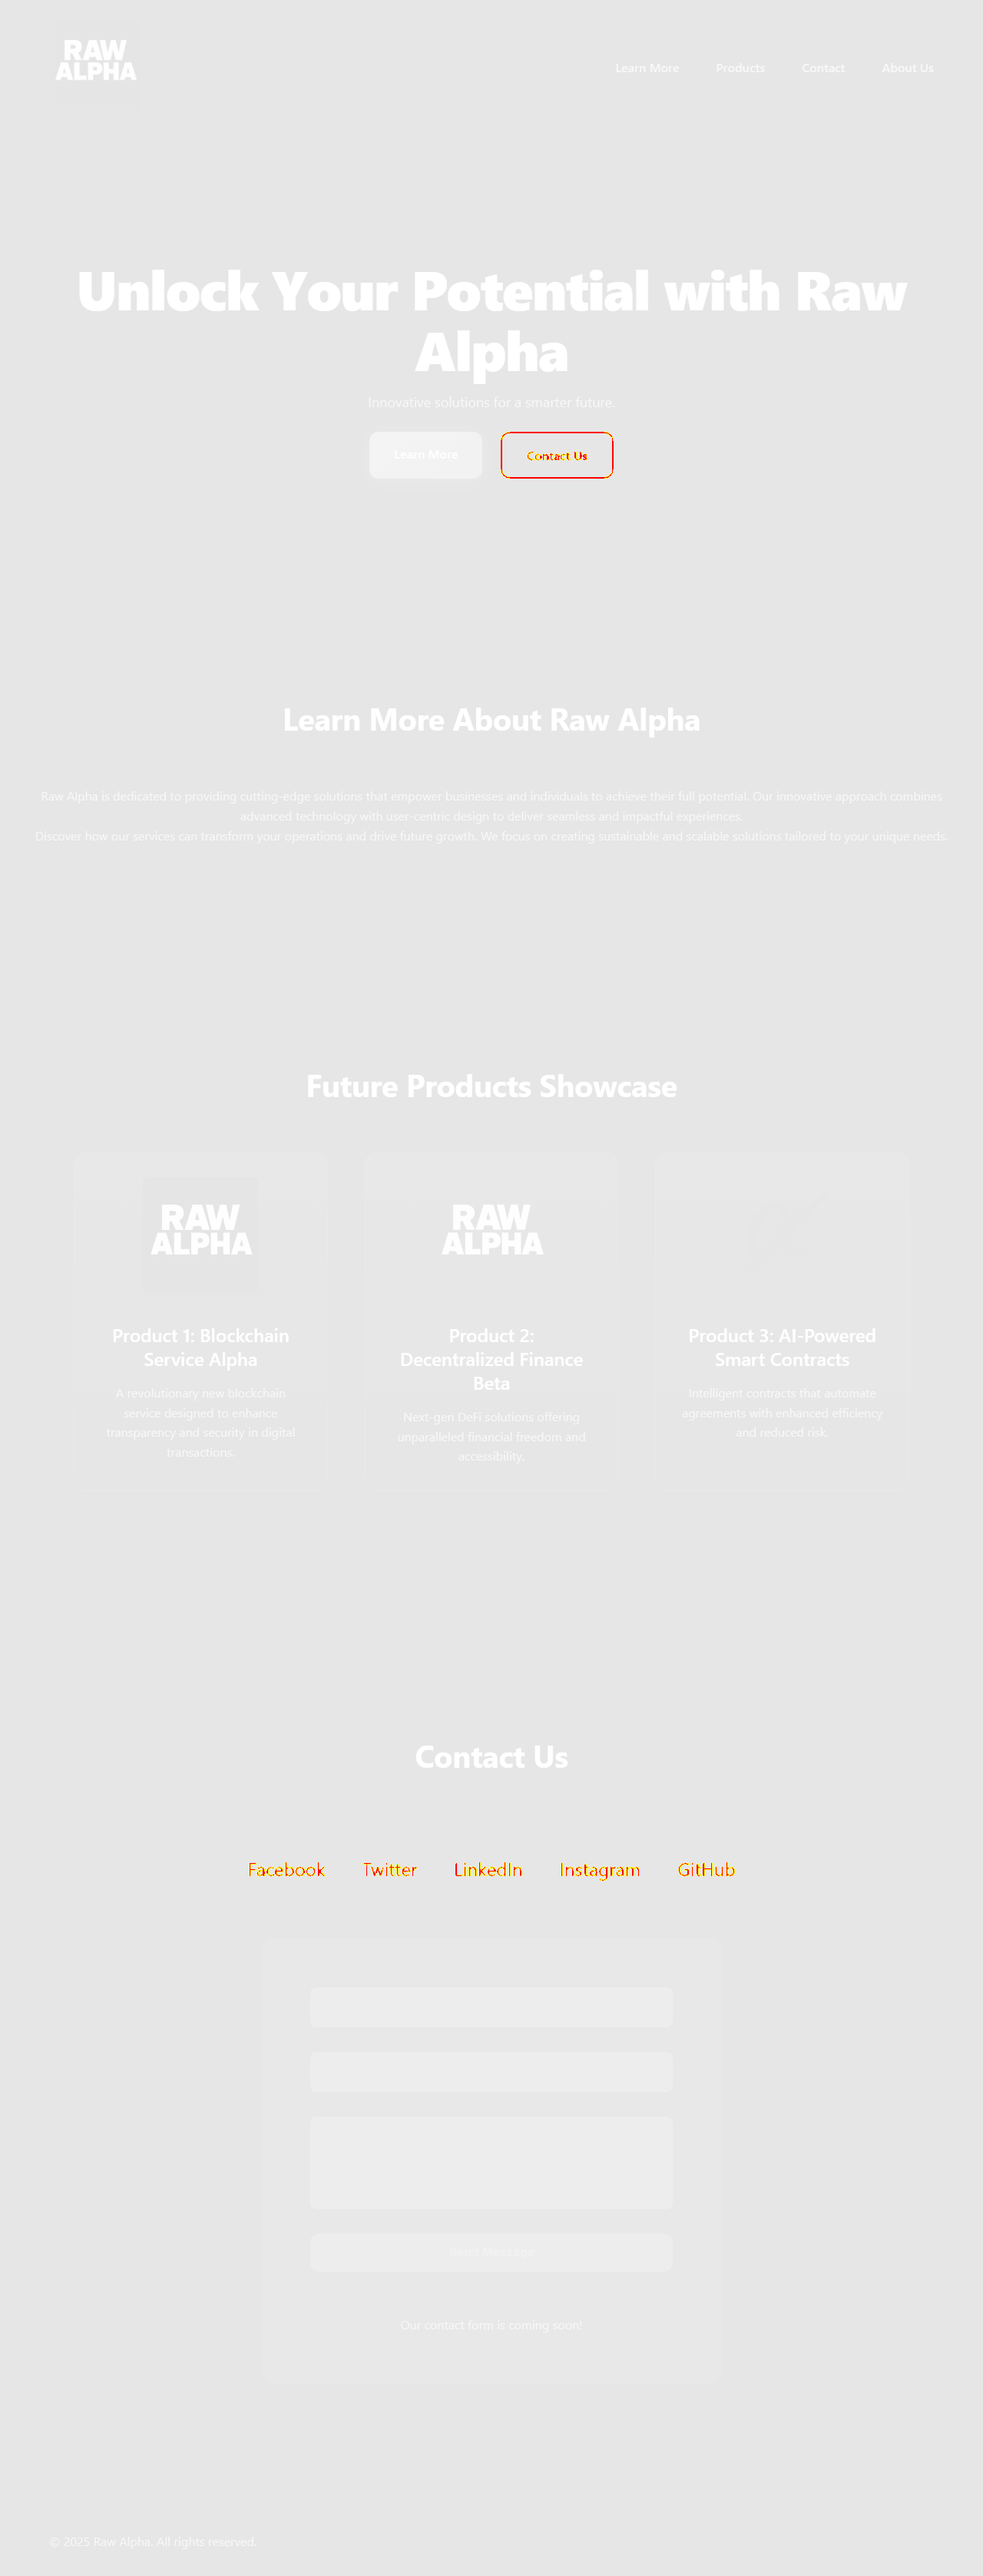 RAW
ALPHA
Learn More
Products
Contact
About Us
Unlock Your Potential with Raw
Alpha
Innovative solutions for a smarter future.
Learn More
Contact Us
Learn More About Raw Alpha
Raw Alpha is dedicated to providing cutting-edge solutions that empower businesses and individuals to achieve their full potential. Our innovative approach combines
advanced technology with user-centric design to deliver seamless and impactful experiences.
Discover how our services can transform your operations and drive future growth. We focus on creating sustainable and scalable solutions tailored to your unique needs.
Future Products Showcase
RAW
ALPHA
Product 1: Blockchain
Service Alpha
A revolutionary new blockchain
service designed to enhance
transparency and security in digital
transactions.
RAW
ALPHA
Product 2:
Decentralized Finance
Beta
Next-gen DeFi solutions offering
unparalleled financial freedom and
accessibility.
Product 3: AI-Powered
Smart Contracts
Intelligent contracts that automate
agreements with enhanced efficiency
and reduced risk.
Contact Us
Facebook
Twitter
LinkedIn
Instagram
GitHub
Send Message
Our contact form is coming soon!
© 2025 Raw Alpha. All rights reserved.